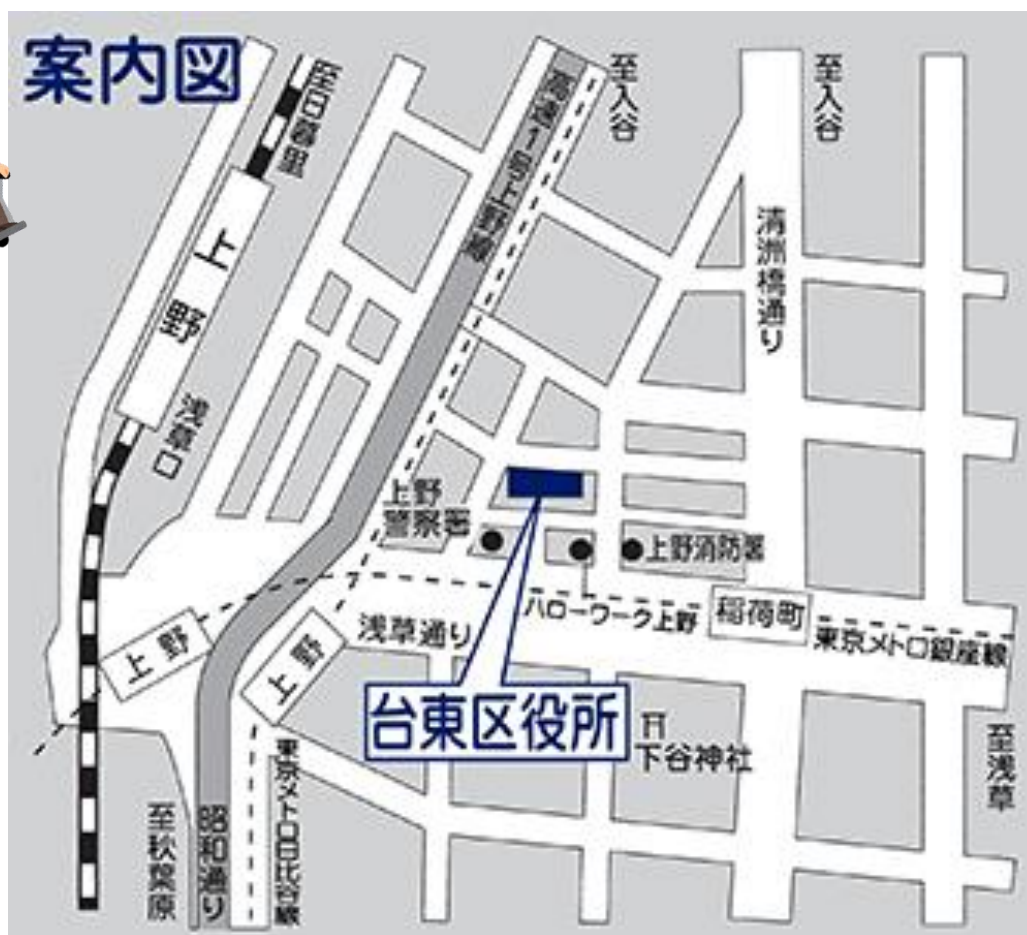 案内図
至日暮里
上野
浅草口
高速1号上野線
至入谷
至入谷
清洲橋通り
上野
警察署
上野消防署
ハローワーク上野
稲荷町
東京メトロ銀座線
浅草通り
上野
上野
台東区役所
下谷神社
至浅草
東京メトロ日比谷線
昭和通り
至秋葉原